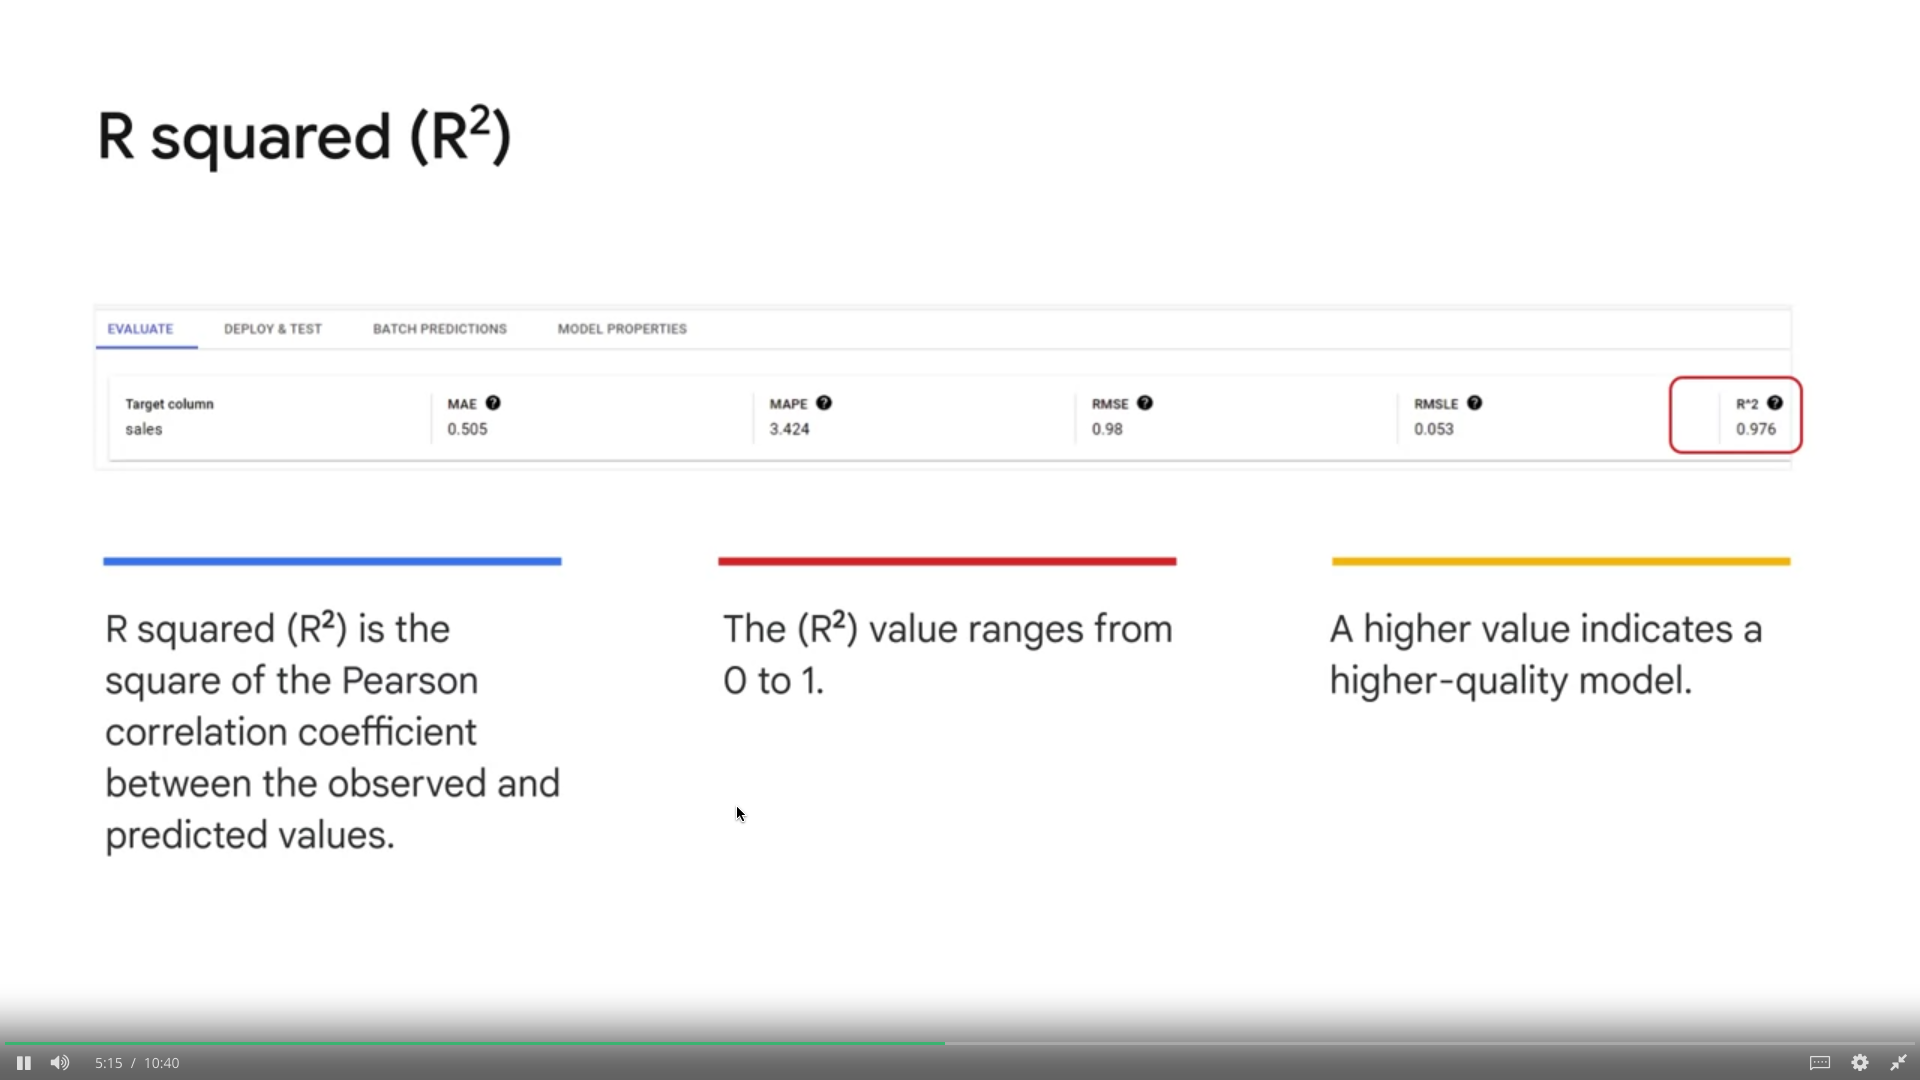 R squared (R²)
EVALUATE DEPLOY & TEST BATCH PREDICTIONS MODEL PROPERTIES
Target column MAE MAPE RMSE RMSLE R^2
sales 0.505 3.424 0.98 0.053 0.976
R squared (R²) is the
square of the Pearson
correlation coefficient
between the observed and
predicted values.
The (R²) value ranges from
0 to 1.
A higher value indicates a
higher-quality model.
5:15 / 10:40